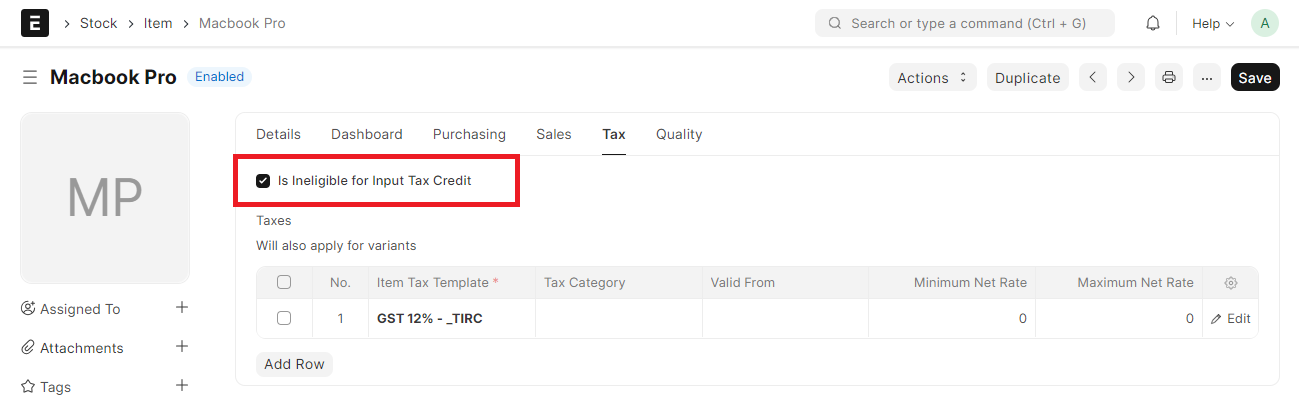 E Stock Item Macbook Pro Search or type a command (Ctrl + G) Help A
Macbook Pro Enabled Actions Duplicate ... Save
MP
Details Dashboard Purchasing Sales Tax Quality
Is Ineligible for Input Tax Credit
Taxes
Will also apply for variants
No. Item Tax Template * Tax Category Valid From Minimum Net Rate Maximum Net Rate
1 GST 12% - _TIRC 0 0 Edit
Add Row
Assigned To
Attachments
Tags